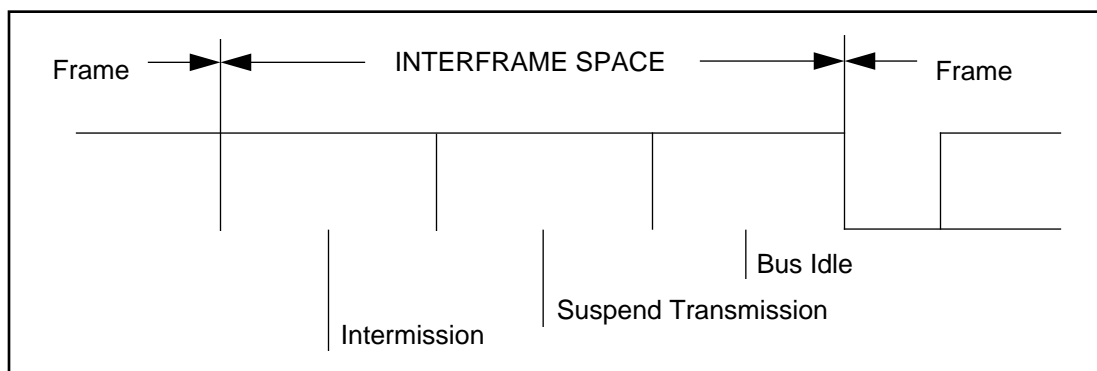 Frame
INTERFRAME SPACE
Frame
Bus Idle
Suspend Transmission
Intermission